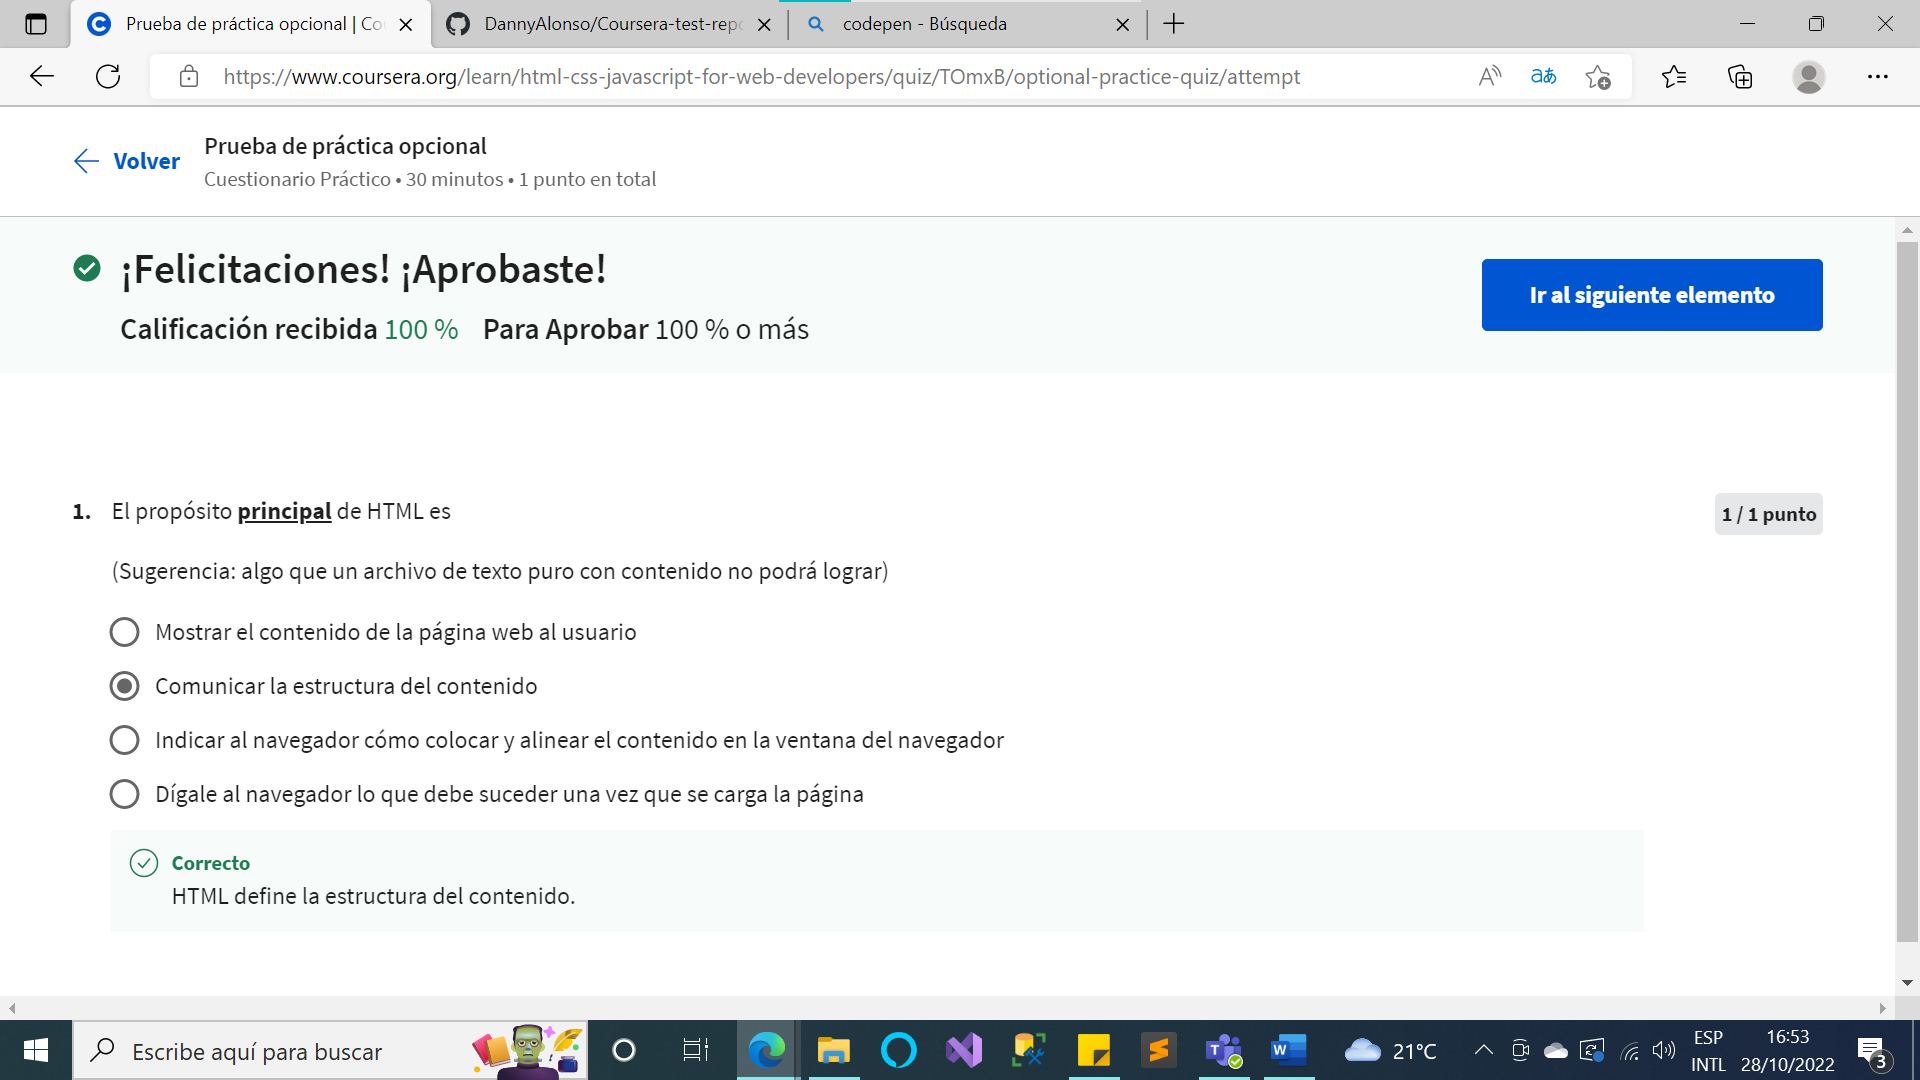 Prueba de práctica opcional | Co
DannyAlonso/Coursera-test-repo
codepen - Búsqueda
https://www.coursera.org/learn/html-css-javascript-for-web-developers/quiz/TOmxB/optional-practice-quiz/attempt
Volver
Prueba de práctica opcional
Cuestionario Práctico • 30 minutos • 1 punto en total
¡Felicitaciones! ¡Aprobaste!
Calificación recibida 100 % Para Aprobar 100 % o más
Ir al siguiente elemento
1. El propósito principal de HTML es
1 / 1 punto
(Sugerencia: algo que un archivo de texto puro con contenido no podrá lograr)
Mostrar el contenido de la página web al usuario
Comunicar la estructura del contenido
Indicar al navegador cómo colocar y alinear el contenido en la ventana del navegador
Dígale al navegador lo que debe suceder una vez que se carga la página
Correcto
HTML define la estructura del contenido.
Escribe aquí para buscar
21°C
ESP
INTL
16:53
28/10/2022
3